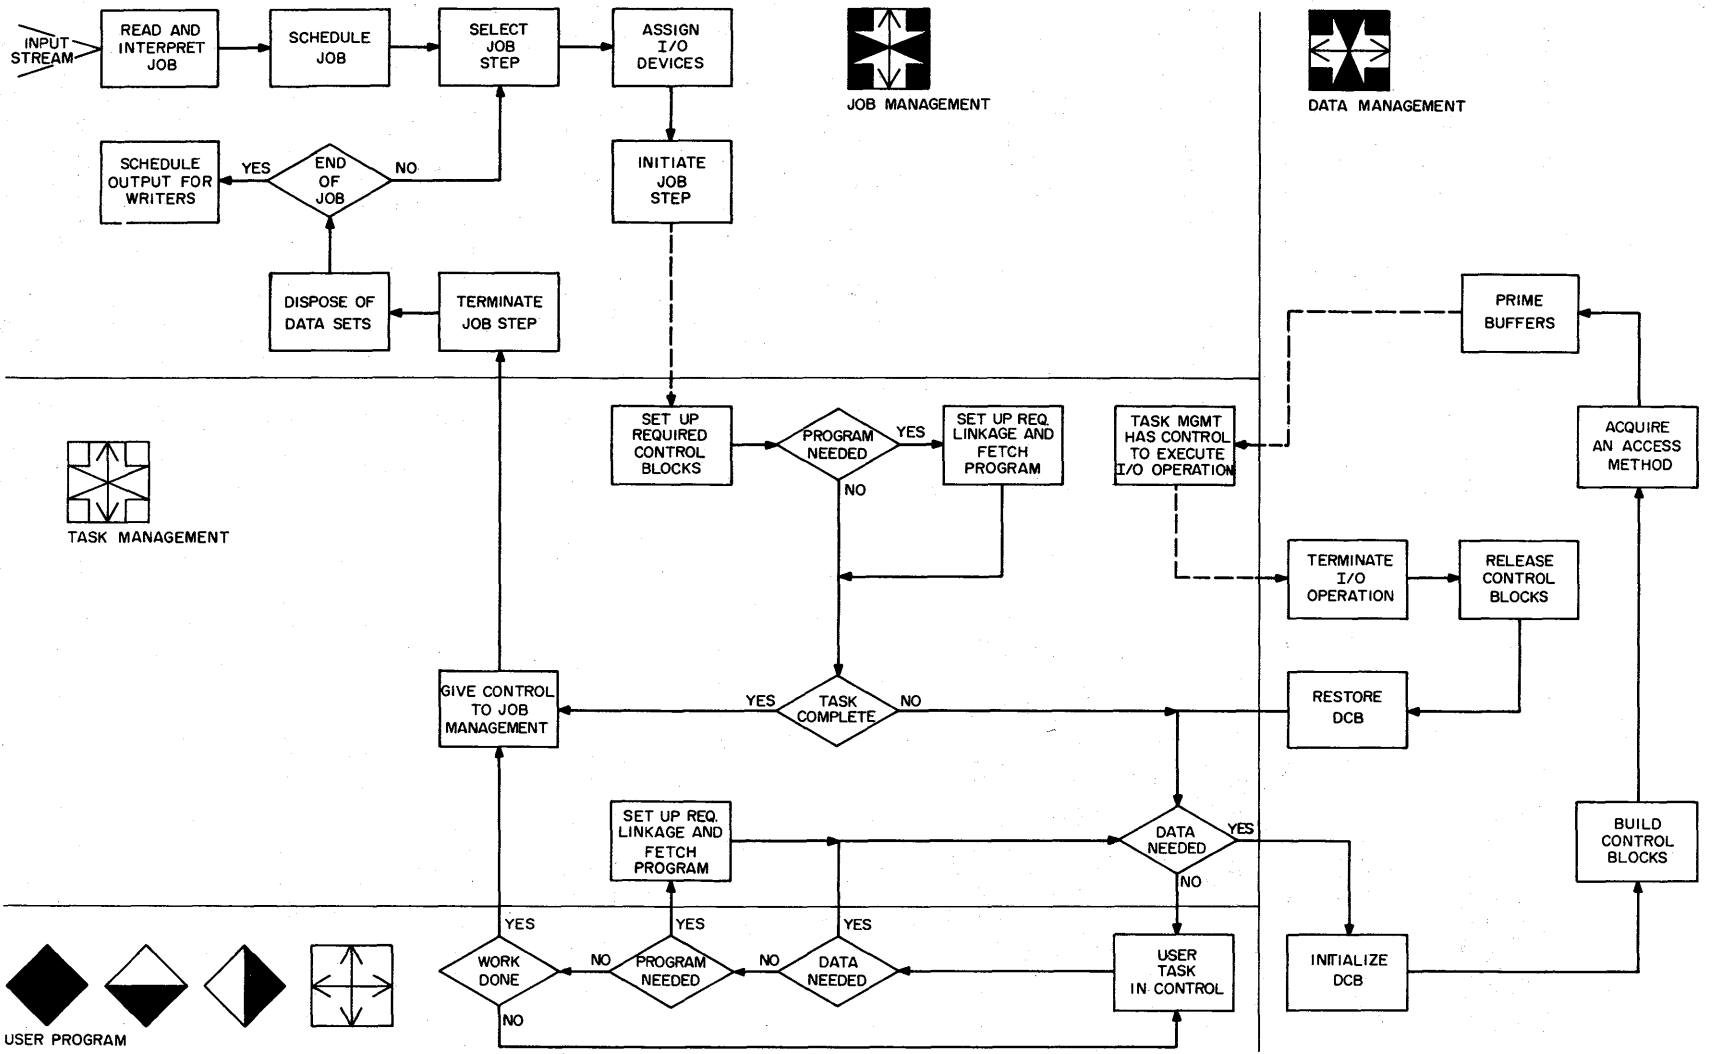 INPUT
STREAM
READ AND
INTERPRET
JOB
SCHEDULE
JOB
SELECT
JOB
STEP
ASSIGN
I/O
DEVICES
JOB MANAGEMENT
DATA MANAGEMENT
SCHEDULE
OUTPUT FOR
WRITERS
YES
END
OF
JOB
NO
INITIATE
JOB
STEP
DISPOSE OF
DATA SETS
TERMINATE
JOB STEP
PRIME
BUFFERS
SET UP
REQUIRED
CONTROL
BLOCKS
PROGRAM
NEEDED
YES
NO
SET UP REQ.
LINKAGE AND
FETCH
PROGRAM
TASK MGMT
HAS CONTROL
TO EXECUTE
I/O OPERATION
ACQUIRE
AN ACCESS
METHOD
TASK MANAGEMENT
TERMINATE
I/O
OPERATION
RELEASE
CONTROL
BLOCKS
GIVE CONTROL
TO JOB
MANAGEMENT
YES
TASK
COMPLETE
NO
RESTORE
DCB
SET UP REQ.
LINKAGE AND
FETCH
PROGRAM
DATA
NEEDED
YES
NO
BUILD
CONTROL
BLOCKS
YES
WORK
DONE
NO
NO
YES
PROGRAM
NEEDED
NO
YES
DATA
NEEDED
USER
TASK
IN CONTROL
INITIALIZE
DCB
USER PROGRAM